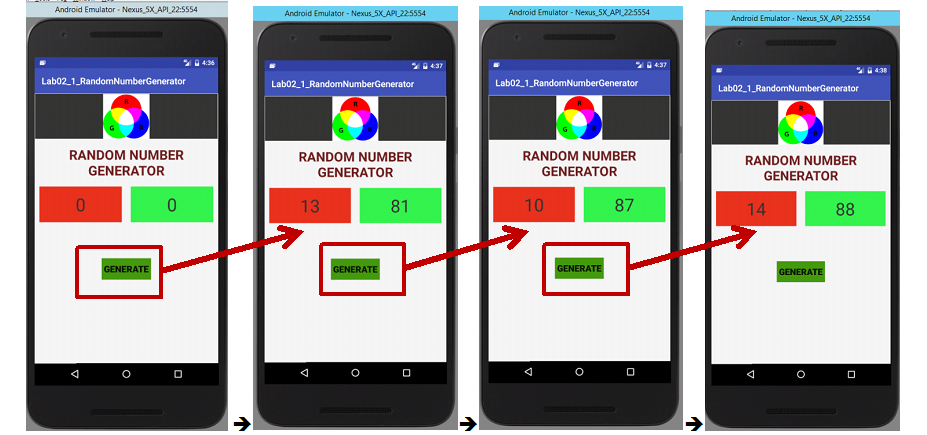 Android Emulator - Nexus_5X_API_22:5554
4:36
Lab02_1_RandomNumberGenerator
R
G
B
RANDOM NUMBER
GENERATOR
0
0
GENERATE
Android Emulator - Nexus_5X_API_22:5554
4:37
Lab02_1_RandomNumberGenerator
R
G
B
RANDOM NUMBER
GENERATOR
13
81
GENERATE
Android Emulator - Nexus_5X_API_22:5554
4:37
Lab02_1_RandomNumberGenerator
R
G
B
RANDOM NUMBER
GENERATOR
10
87
GENERATE
Android Emulator - Nexus_5X_API_22:5554
4:38
Lab02_1_RandomNumberGenerator
R
G
B
RANDOM NUMBER
GENERATOR
14
88
GENERATE